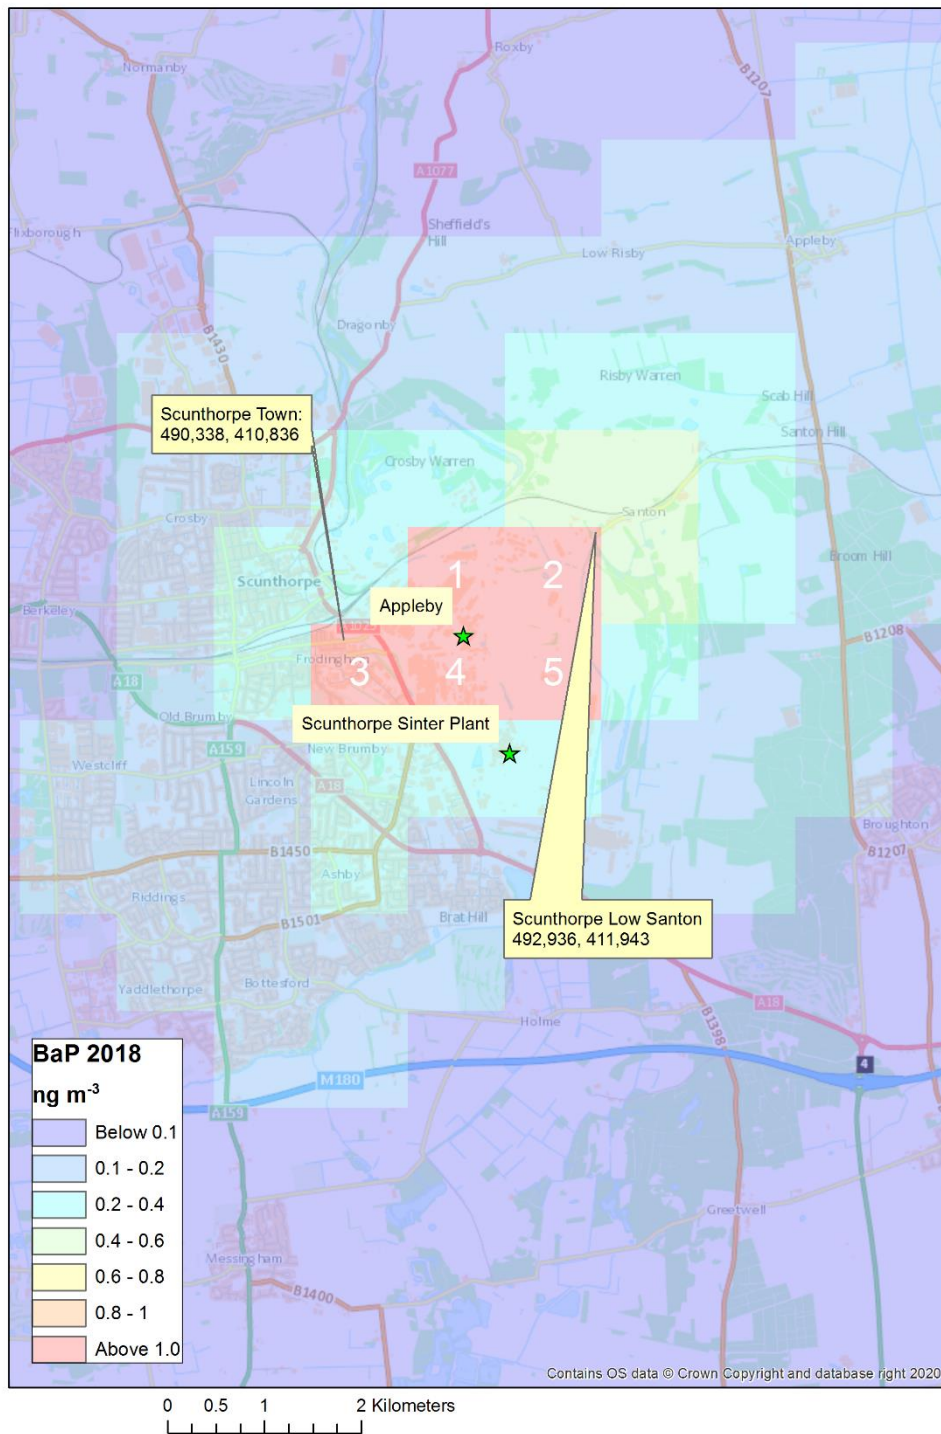 Roxby
Normanby
B1207
A1077
Sheffield's
Hill
Flixborough
Appleby
Low Risby
Dragonby
B1430
Risby Warren
Scab Hill
Scunthorpe Town:
490,338, 410,836
Santon Hill
Crosby Warren
Crosby
Santon
Broom Hill
Scunthorpe
1
2
Berkeley
Appleby
B1208
Frodingham
3
4
5
A18
Old Brumby
Scunthorpe Sinter Plant
New Brumby
A159
Westcliff
Lincoln
Gardens
A18
Broughton
B1207
B1450
Ashby
Riddings
B1501
Brat Hill
Scunthorpe Low Santon
492,936, 411,943
Yaddlethorpe
Bottesford
A18
Holme
B1398
4
M180
A159
BaP 2018
ng m⁻³
Below 0.1
0.1 - 0.2
0.2 - 0.4
0.4 - 0.6
0.6 - 0.8
0.8 - 1
Above 1.0
Greetwell
Messingham
B1400
Contains OS data © Crown Copyright and database right 2020
0 0.5 1 2 Kilometers